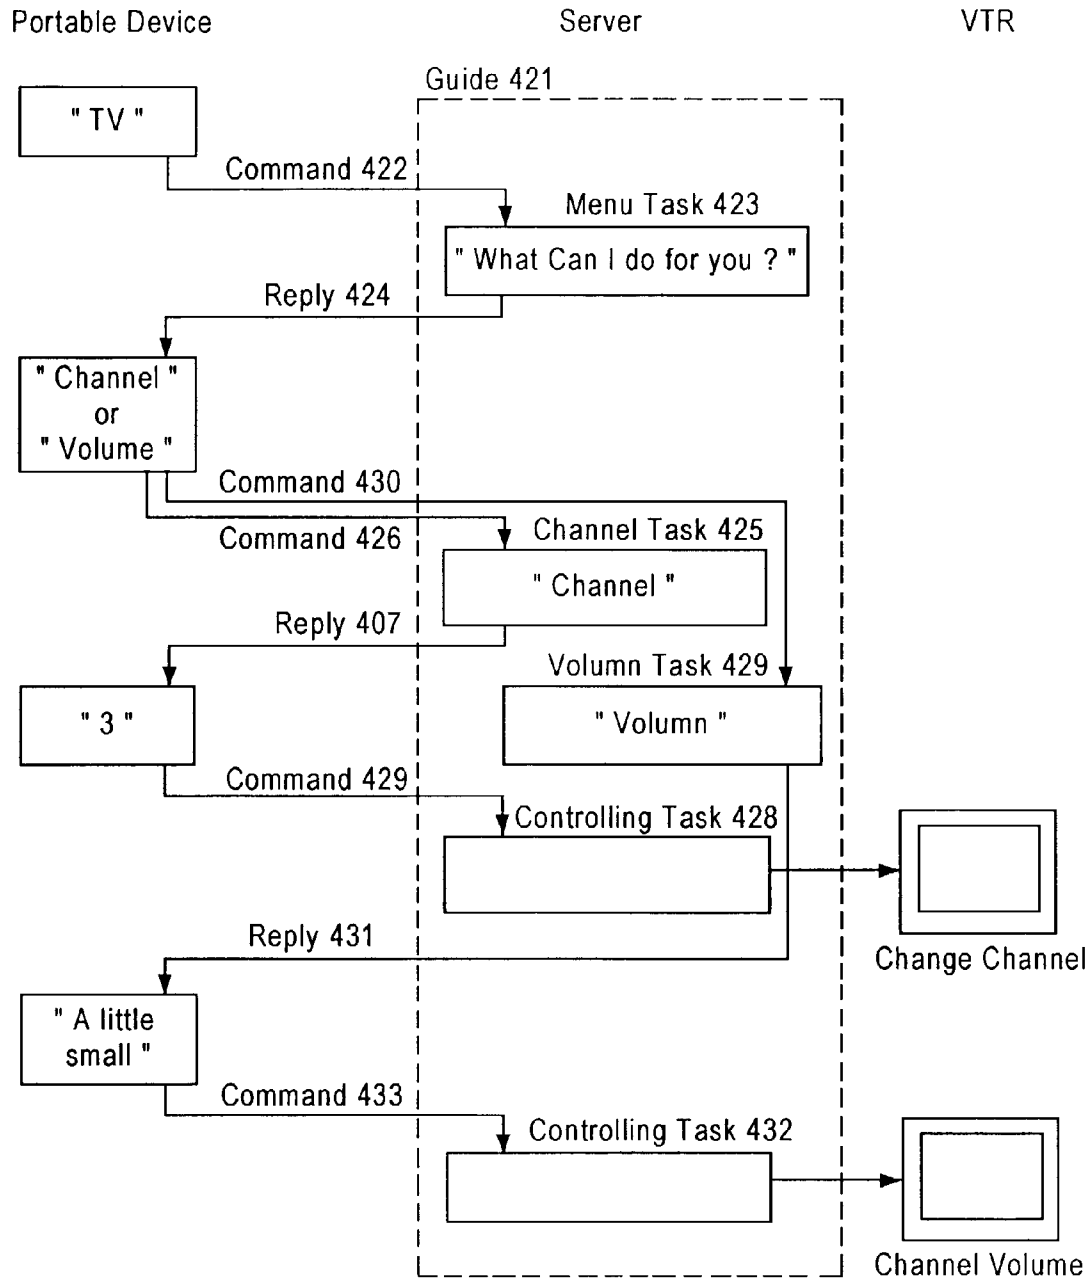 Portable Device
Server
VTR
Guide 421
" TV "
Command 422
Menu Task 423
" What Can I do for you ? "
Reply 424
" Channel "
or
" Volume "
Command 430
Command 426
Channel Task 425
" Channel "
Reply 407
Volumn Task 429
" 3 "
" Volumn "
Command 429
Controlling Task 428
Reply 431
Change Channel
" A little
small "
Command 433
Controlling Task 432
Channel Volume